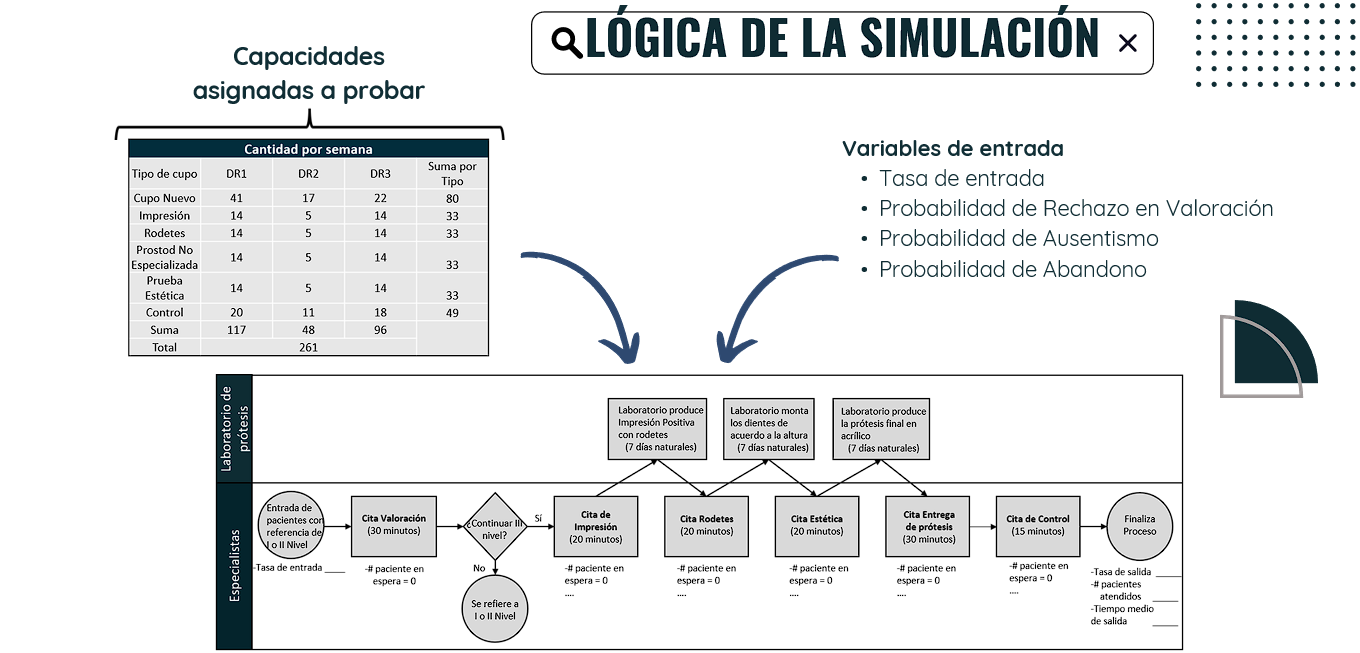 LÓGICA DE LA SIMULACIÓN
Capacidades
asignadas a probar
Cantidad por semana
Tipo de cupo DR1 DR2 DR3 Suma por
Tipo
Cupo Nuevo 41 17 22 80
Impresión 14 5 14 33
Rodetes 14 5 14 33
Prostod No
Especializada 14 5 14 33
Prueba
Estética 14 5 14 33
Control 20 11 18 49
Suma 117 48 96
Total 261
Variables de entrada
• Tasa de entrada
• Probabilidad de Rechazo en Valoración
• Probabilidad de Ausentismo
• Probabilidad de Abandono
Laboratorio de
prótesis
Laboratorio produce
Impresión Positiva
con rodetes
(7 días naturales)
Laboratorio monta
los dientes de
acuerdo a la altura
(7 días naturales)
Laboratorio produce
la prótesis final en
acrílico
(7 días naturales)
Especialistas
Entrada de
pacientes con
referencia de
I o II Nivel
-Tasa de entrada ____
Cita Valoración
(30 minutos)
-# paciente en
espera = 0
¿Continuar III
nivel?
Sí
No
Se refiere a
I o II Nivel
Cita de
Impresión
(20 minutos)
-# paciente en
espera = 0
....
Cita Rodetes
(20 minutos)
-# paciente en
espera = 0
....
Cita Estética
(20 minutos)
-# paciente en
espera = 0
....
Cita Entrega
de prótesis
(30 minutos)
-# paciente en
espera = 0
....
Cita de Control
(15 minutos)
-# paciente en
espera = 0
....
Finaliza
Proceso
-Tasa de salida _____
-# pacientes
atendidos _____
-Tiempo medio
de salida _____